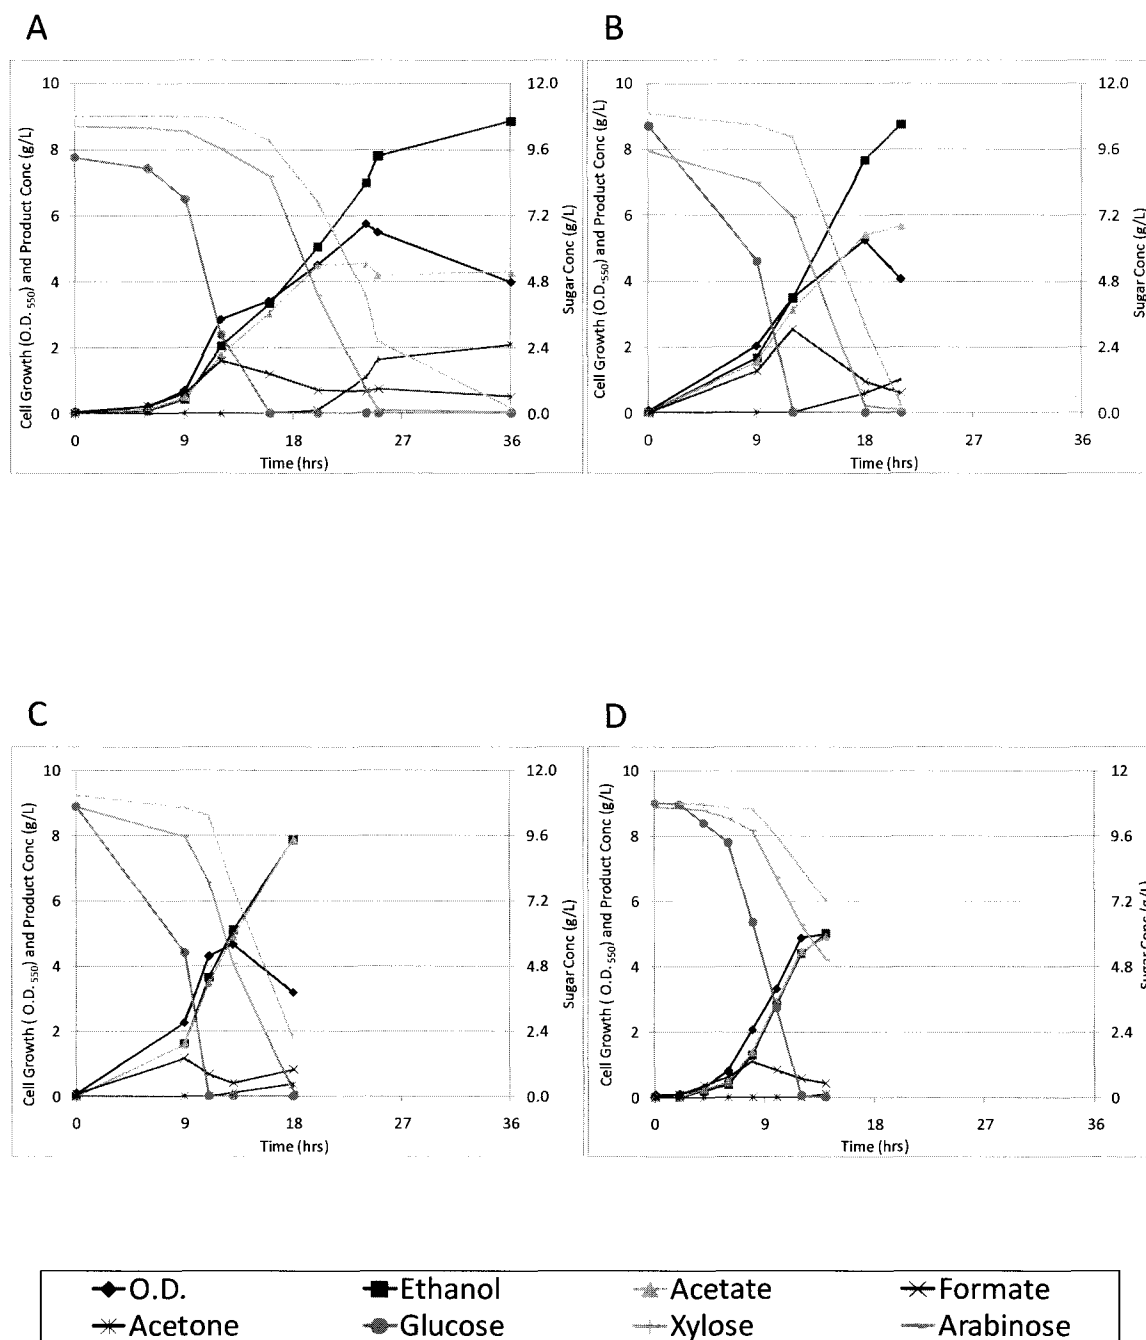 A
B
Cell Growth (O.D. 550) and Product Conc (g/L)
10
8
6
4
2
0
12.0
9.6
7.2
4.8
2.4
0.0
Sugar Conc (g/L)
0 9 18 27 36
Time (hrs)
Cell Growth (O.D. 550) and Product Conc (g/L)
10
8
6
4
2
0
12.0
9.6
7.2
4.8
2.4
0.0
Sugar Conc (g/L)
0 9 18 27 36
Time (hrs)
C
D
Cell Growth ( O.D. 550) and Product Conc (g/L)
10
8
6
4
2
0
12.0
9.6
7.2
4.8
2.4
0.0
Sugar Conc (g/L)
0 9 18 27 36
Time (hrs)
Cell Growth ( O.D. 550) and Product Conc (g/L)
10
8
6
4
2
0
12
9.6
7.2
4.8
2.4
0
Sugar Conc (g/L)
0 9 18 27 36
Time (hrs)
O.D. Ethanol Acetate Formate
Acetone Glucose Xylose Arabinose